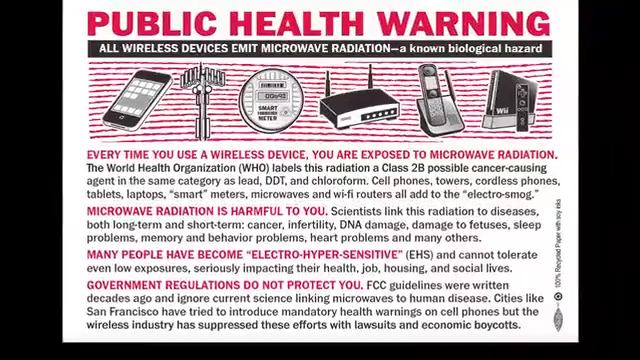 PUBLIC HEALTH WARNING
ALL WIRELESS DEVICES EMIT MICROWAVE RADIATION—a known biological hazard
SMART
METER
Wii
EVERY TIME YOU USE A WIRELESS DEVICE, YOU ARE EXPOSED TO MICROWAVE RADIATION.
The World Health Organization (WHO) labels this radiation a Class 2B possible cancer-causing
agent in the same category as lead, DDT, and chloroform. Cell phones, towers, cordless phones,
tablets, laptops, “smart” meters, microwaves and wi-fi routers all add to the “electro-smog.”
MICROWAVE RADIATION IS HARMFUL TO YOU. Scientists link this radiation to diseases,
both long-term and short-term: cancer, infertility, DNA damage, damage to fetuses, sleep
problems, memory and behavior problems, heart problems and many others.
MANY PEOPLE HAVE BECOME “ELECTRO-HYPER-SENSITIVE” (EHS) and cannot tolerate
even low exposures, seriously impacting their health, job, housing, and social lives.
GOVERNMENT REGULATIONS DO NOT PROTECT YOU. FCC guidelines were written
decades ago and ignore current science linking microwaves to human disease. Cities like
San Francisco have tried to introduce mandatory health warnings on cell phones but the
wireless industry has suppressed these efforts with lawsuits and economic boycotts.
100% Recycled Paper with soy inks